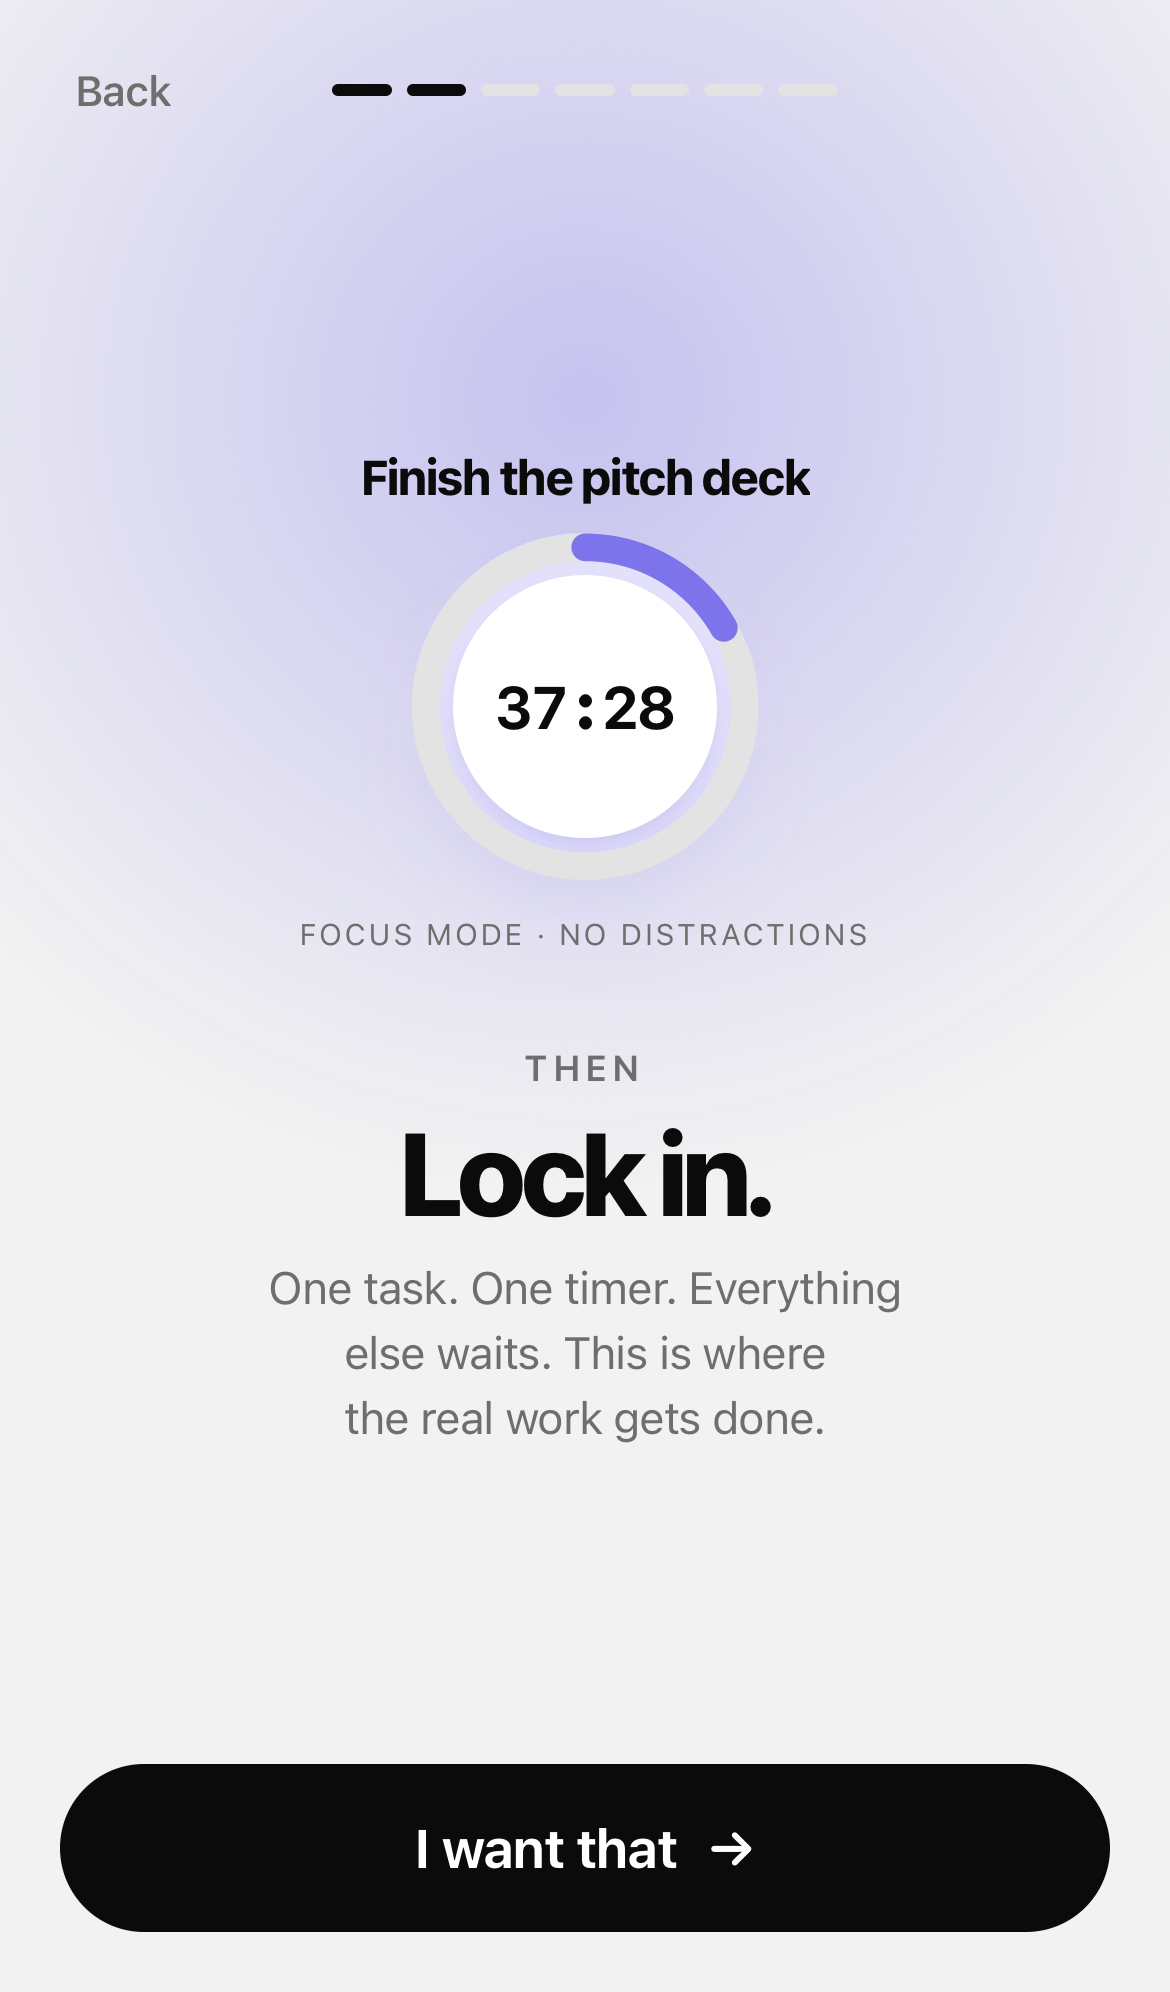 Back
Finish the pitch deck
37:28
FOCUS MODE · NO DISTRACTIONS
THEN
Lock in.
One task. One timer. Everything
else waits. This is where
the real work gets done.
I want that →